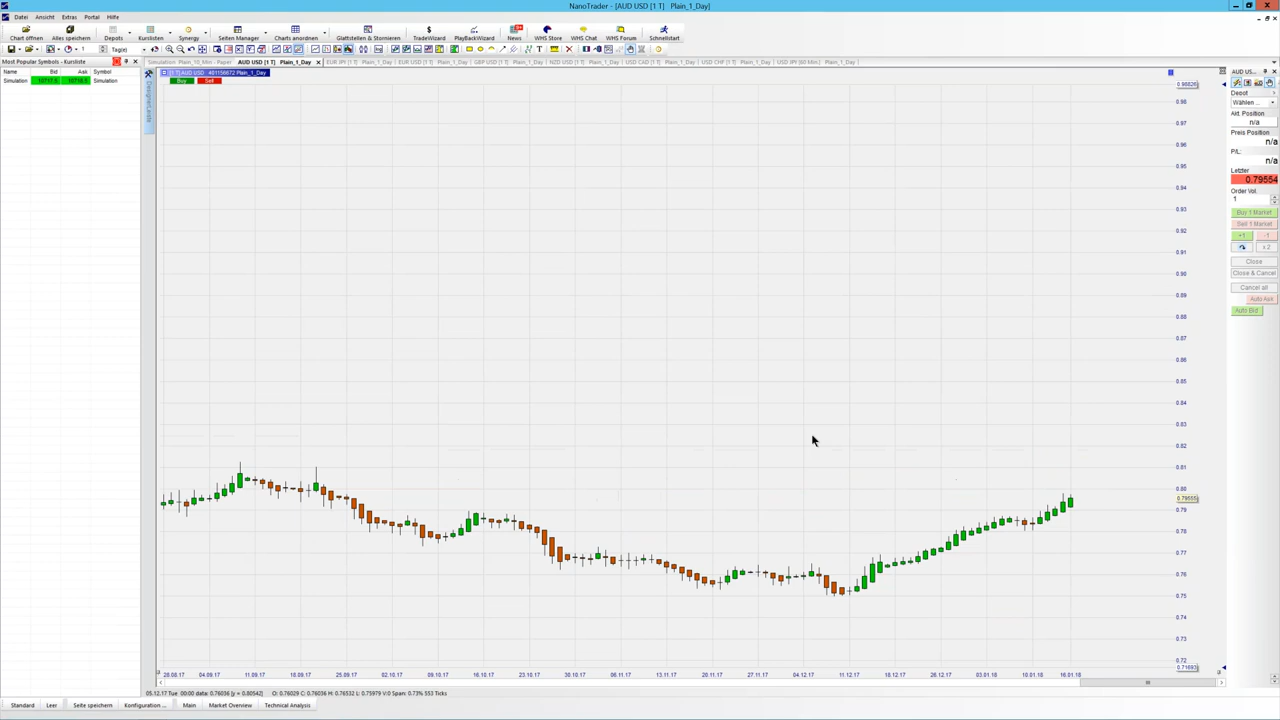 NanoTrader - [AUD USD [1 T] Plain_1_Day]
Datei Ansicht Extras Portal Hilfe
Chart öffnen Alles speichern Depots Kurslisten Synergy Seiten Manager Charts anordnen Glattstellen & Stornieren TradeWizard PlayBackWizard News WHS Store WHS Chat WHS Forum Schnellstart
1 Tag(e)
Most Popular Symbols - Kursliste
Simulation Plain_10_Min - Paper AUD USD [1 T] Plain_1_Day EUR JPY [1 T] Plain_1_Day EUR USD [1 T] Plain_1_Day GBP USD [1 T] Plain_1_Day NZD USD [1 T] Plain_1_Day USD CAD [1 T] Plain_1_Day USD CHF [1 T] Plain_1_Day USD JPY [60 Min] Plain_1_Day
Name Bid Ask Symbol
Simulation Simulation
[1 T] AUD USD Plain_1_Day
Buy Sell
DesignerLeiste
0.98
0.97
0.96
0.95
0.94
0.93
0.92
0.91
0.90
0.89
0.88
0.87
0.86
0.85
0.84
0.83
0.82
0.81
0.80
0.79555
0.79
0.78
0.77
0.76
0.75
0.74
0.73
0.72
28.08.17 04.09.17 11.09.17 18.09.17 25.09.17 02.10.17 09.10.17 16.10.17 23.10.17 30.10.17 06.11.17 13.11.17 20.11.17 27.11.17 04.12.17 11.12.17 18.12.17 26.12.17 03.01.18 10.01.18 16.01.18
05.12.17 Tue 00:00 data: 0.76036 [y = 0.80542] O: 0.76029 C: 0.76036 H: 0.76532 L: 0.75979 V:0 Span: 0.73% 553 Ticks
AUD US...
Depot
Wählen ...
Akt. Position
n/a
Preis Position
n/a
P/L:
n/a
Letzter
0.79554
Order Vol.
1
Buy 1 Market
Sell 1 Market
+1 -1
x 2
Close
Close & Cancel
Cancel all
Auto Ask
Auto Bid
Standard Leer Seite speichern Konfiguration ... Main Market Overview Technical Analysis